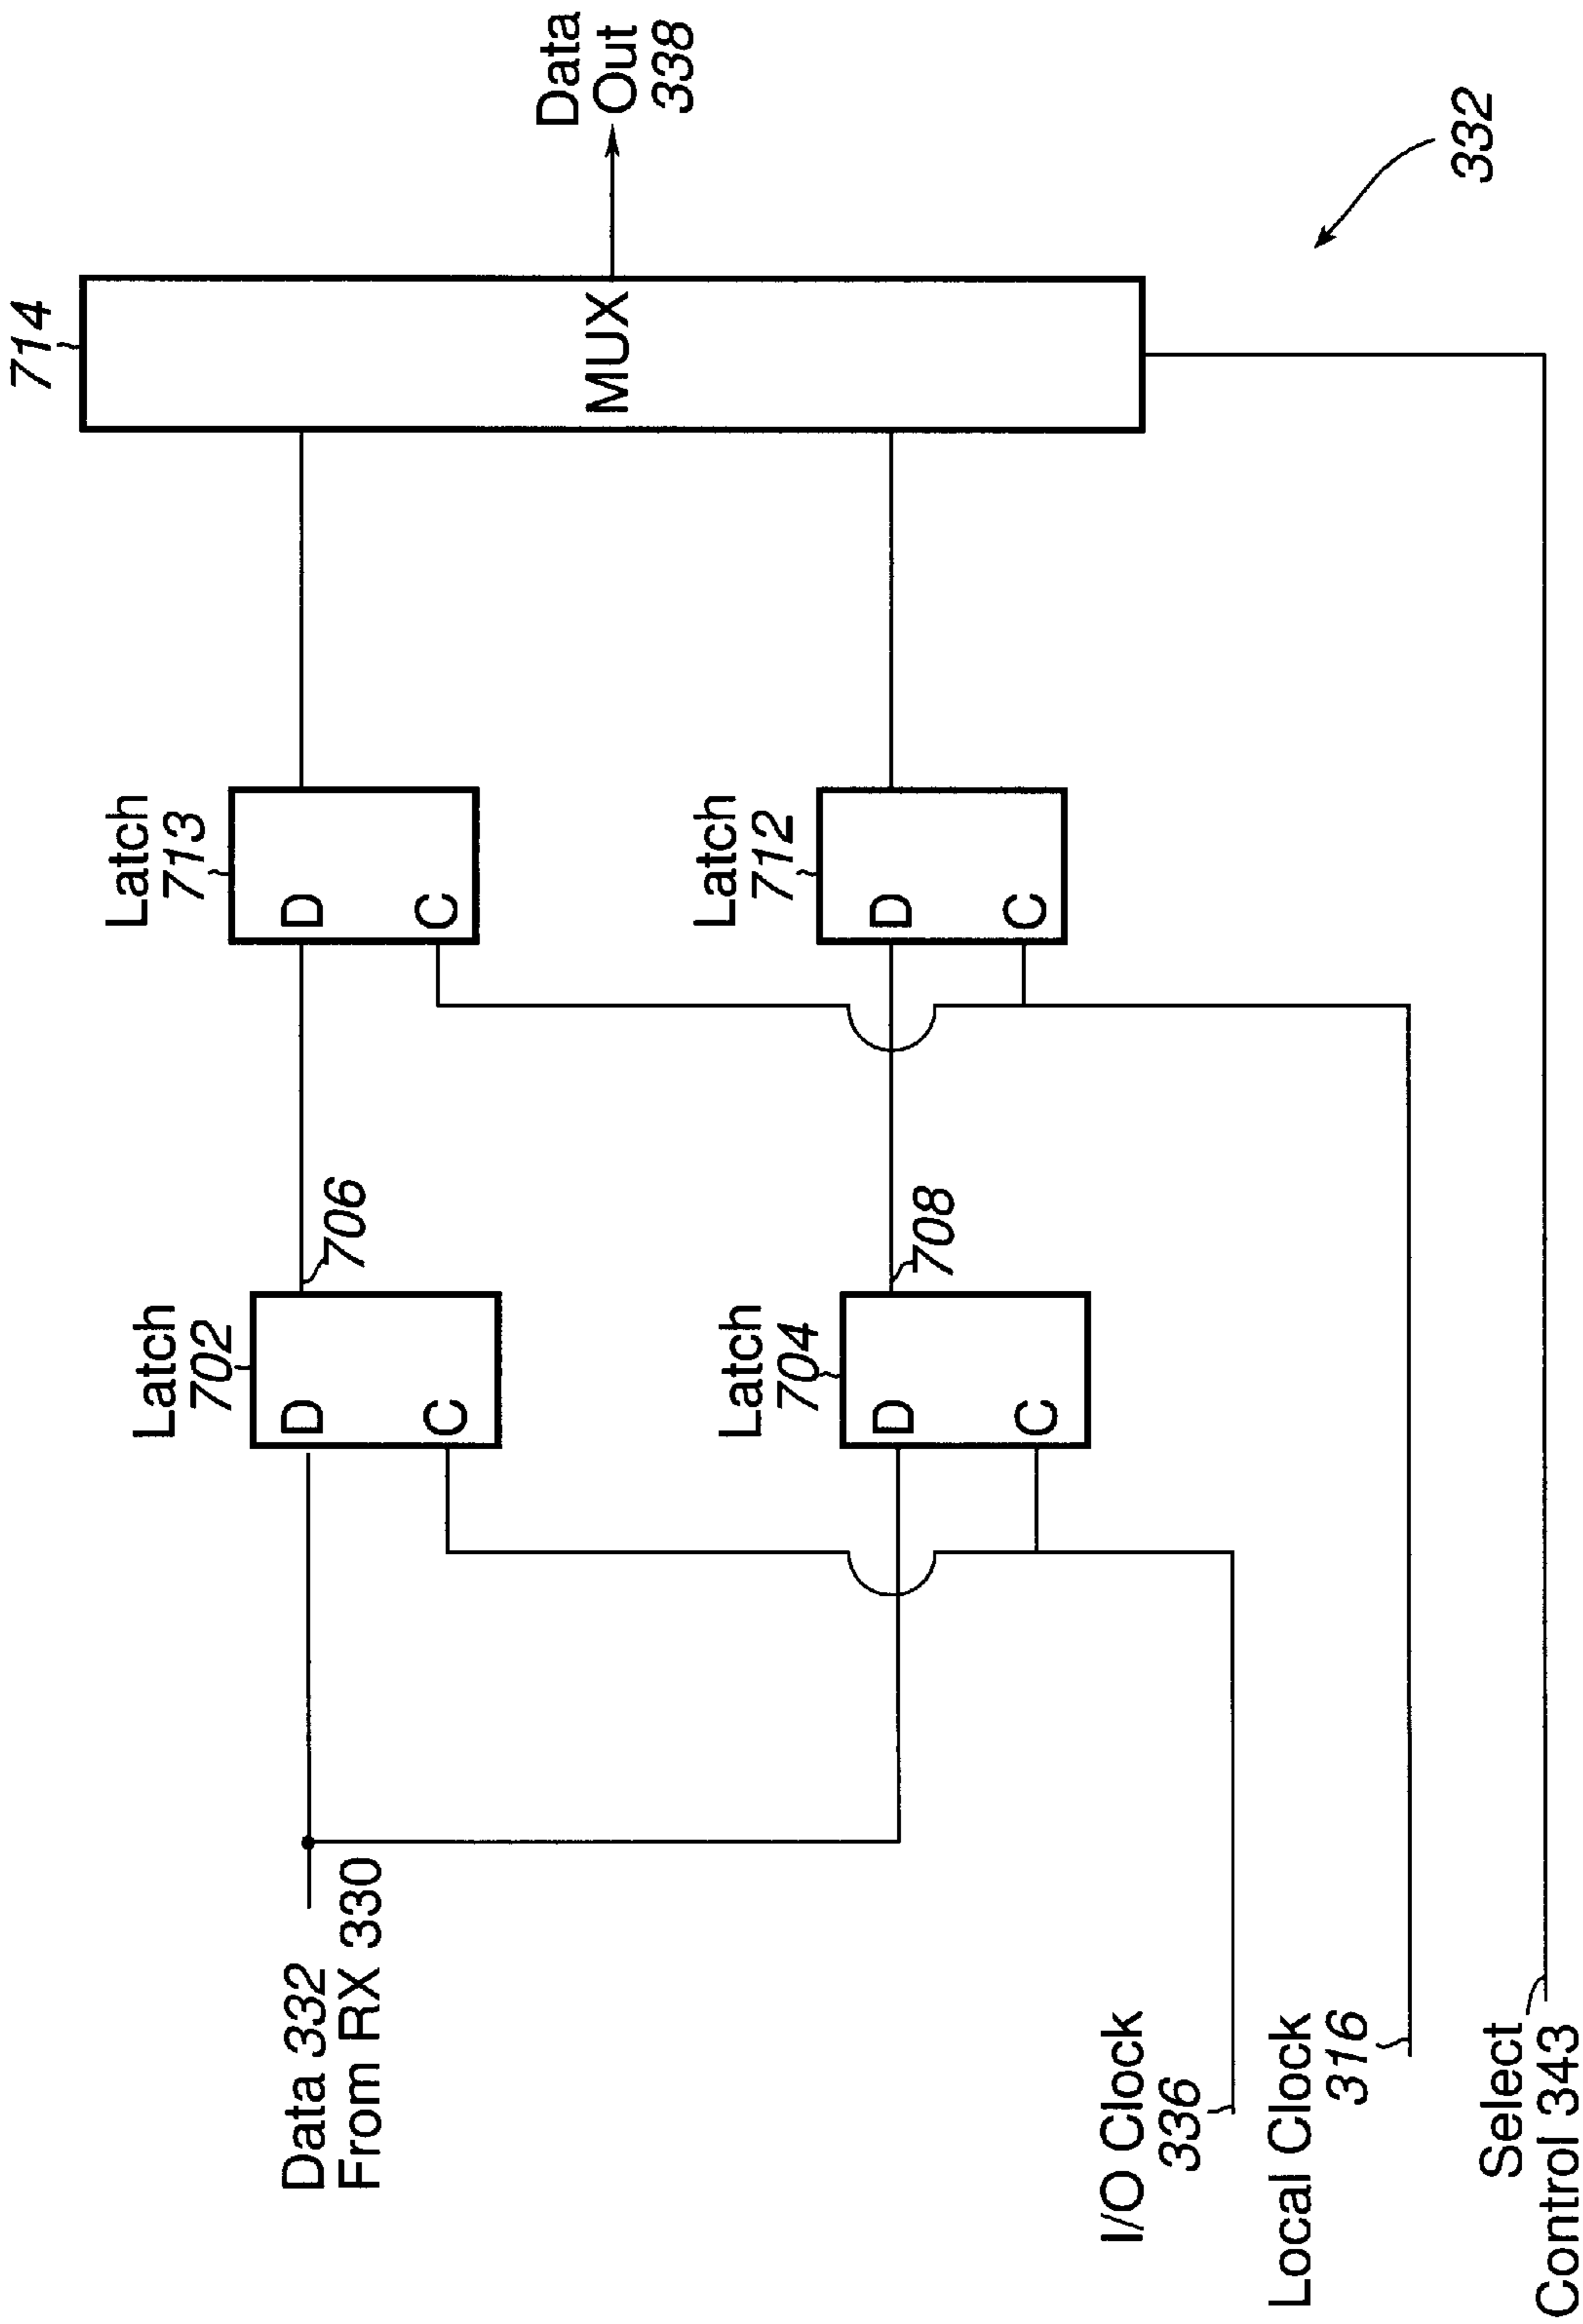 714
MUX
Data
Out
338
332
Latch
713
D
C
Latch
712
D
C
Latch
702
D
C
706
Latch
704
D
C
708
Data 332
From RX 330
I/O Clock
336
Local Clock
316
Select
Control 343